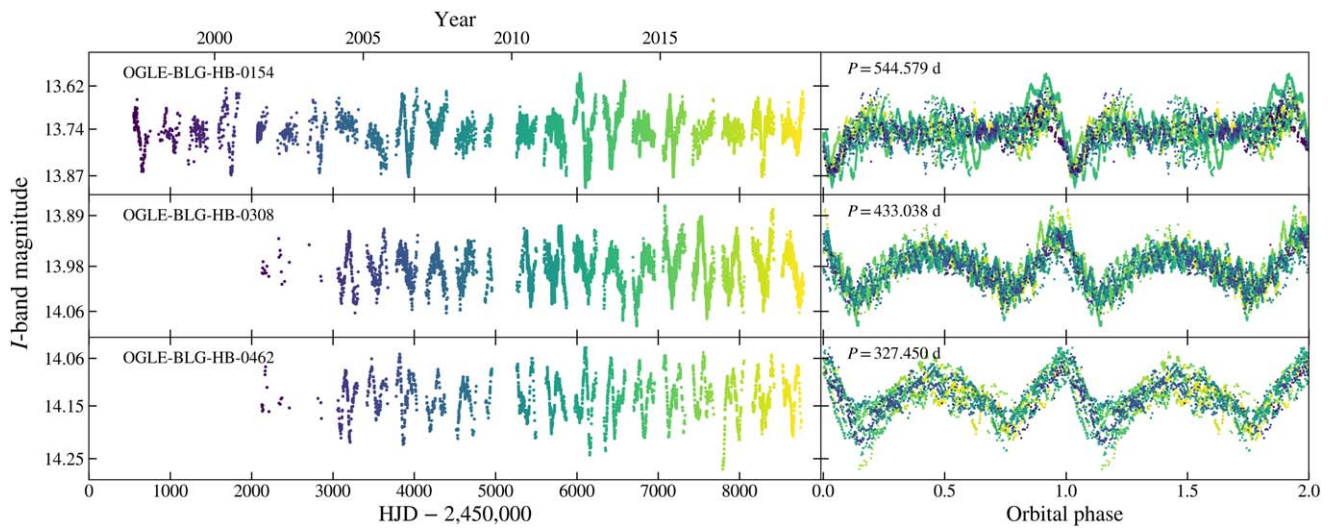 Year
2000 2005 2010 2015
OGLE-BLG-HB-0154
P = 544.579 d
13.62
13.74
13.87
OGLE-BLG-HB-0308
P = 433.038 d
13.89
13.98
14.06
OGLE-BLG-HB-0462
P = 327.450 d
14.06
14.15
14.25
I-band magnitude
0 1000 2000 3000 4000 5000 6000 7000 8000 0.0 0.5 1.0 1.5 2.0
HJD − 2,450,000 Orbital phase